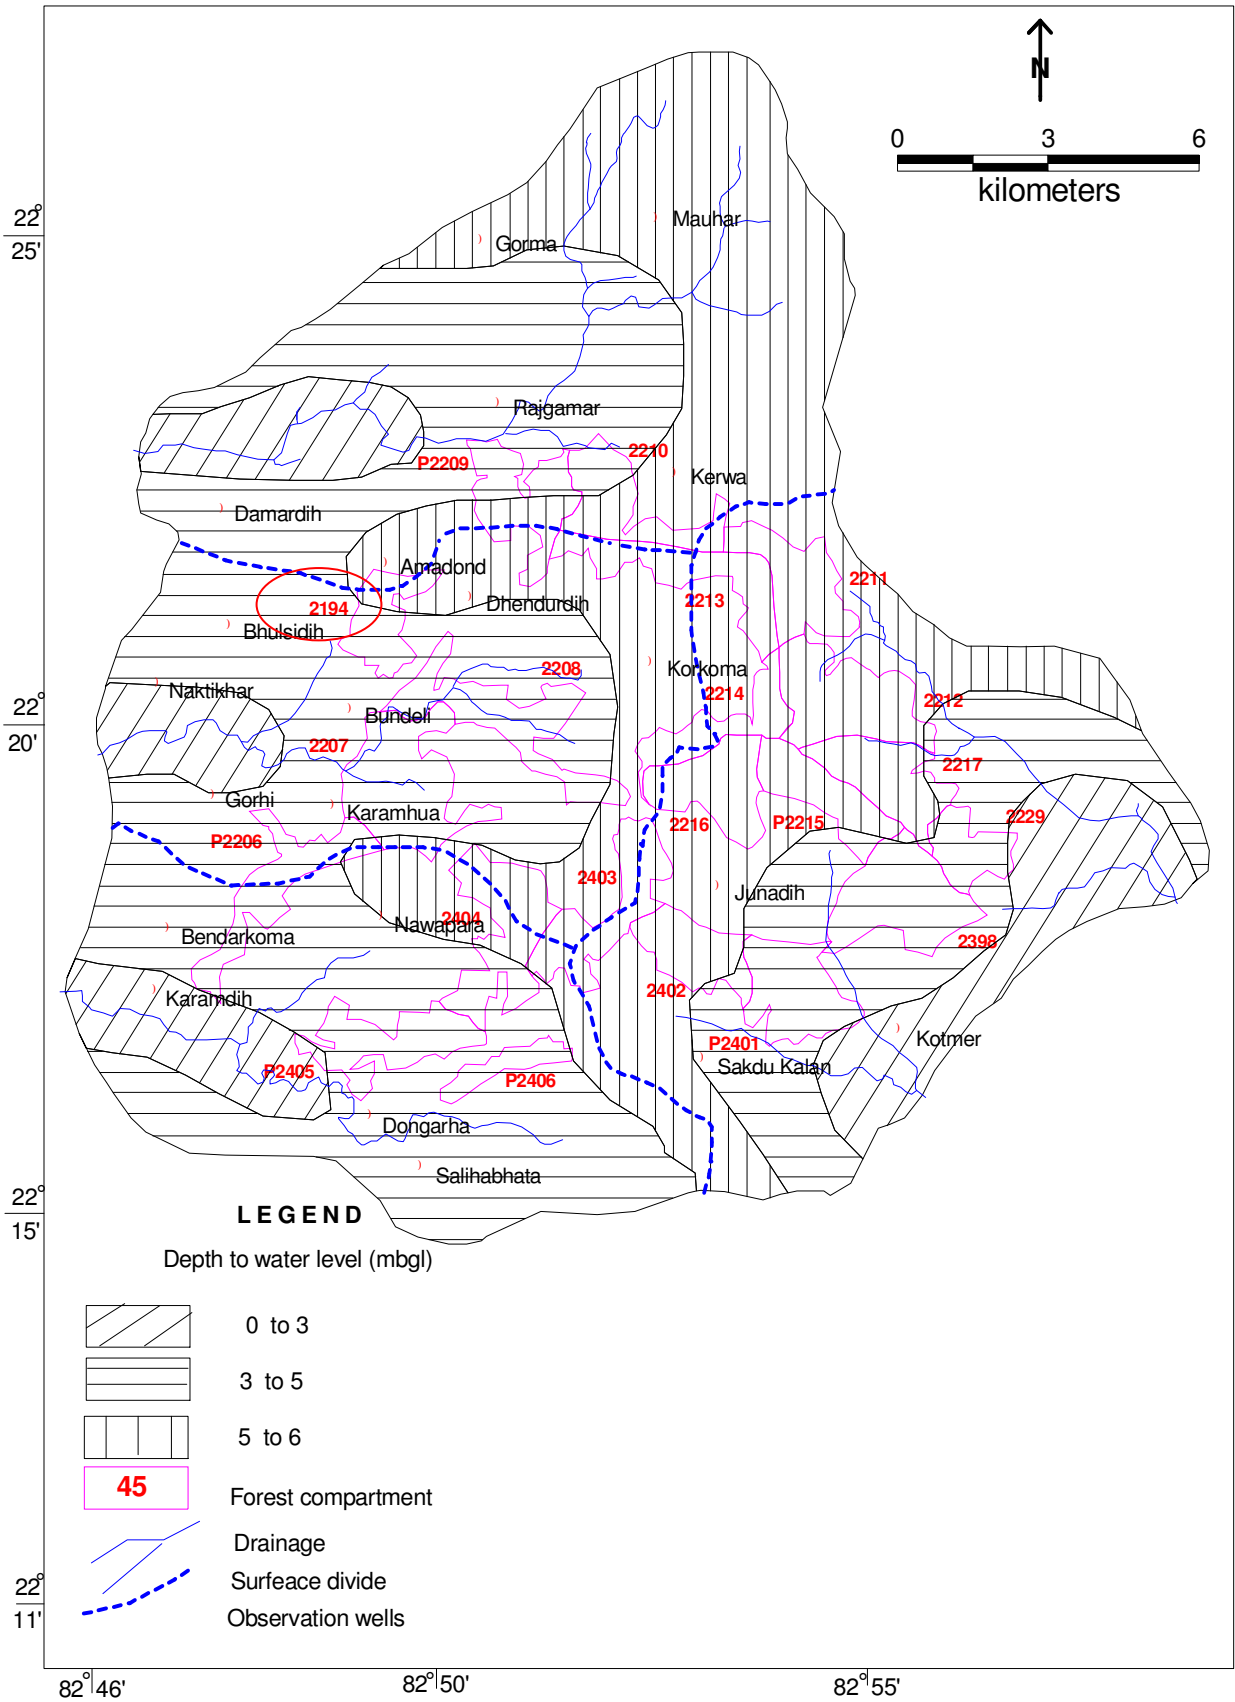 N
0 3 6
kilometers
22°
25'
Mauhar
Gorma
Rajgamar
2210
P2209
Kerwa
Damardih
Amadond
2211
Dhendurdih
2213
2194
Bhulsidih
Korkoma
2208
Naktikhar
2214
2212
22°
20'
Bundeli
2207
2217
Gorhi
Karamhua
2229
2216
P2215
P2206
2403
Junadih
2404
Nawapara
Bendarkoma
2398
2402
Karamdih
Kotmer
P2401
Sakdu Kalan
P2405
P2406
Dongarha
Salihabhata
22°
15'
LEGEND
Depth to water level (mbgl)
0 to 3
3 to 5
5 to 6
45
Forest compartment
Drainage
Surfeace divide
22°
11'
Observation wells
82°46' 82°50' 82°55'